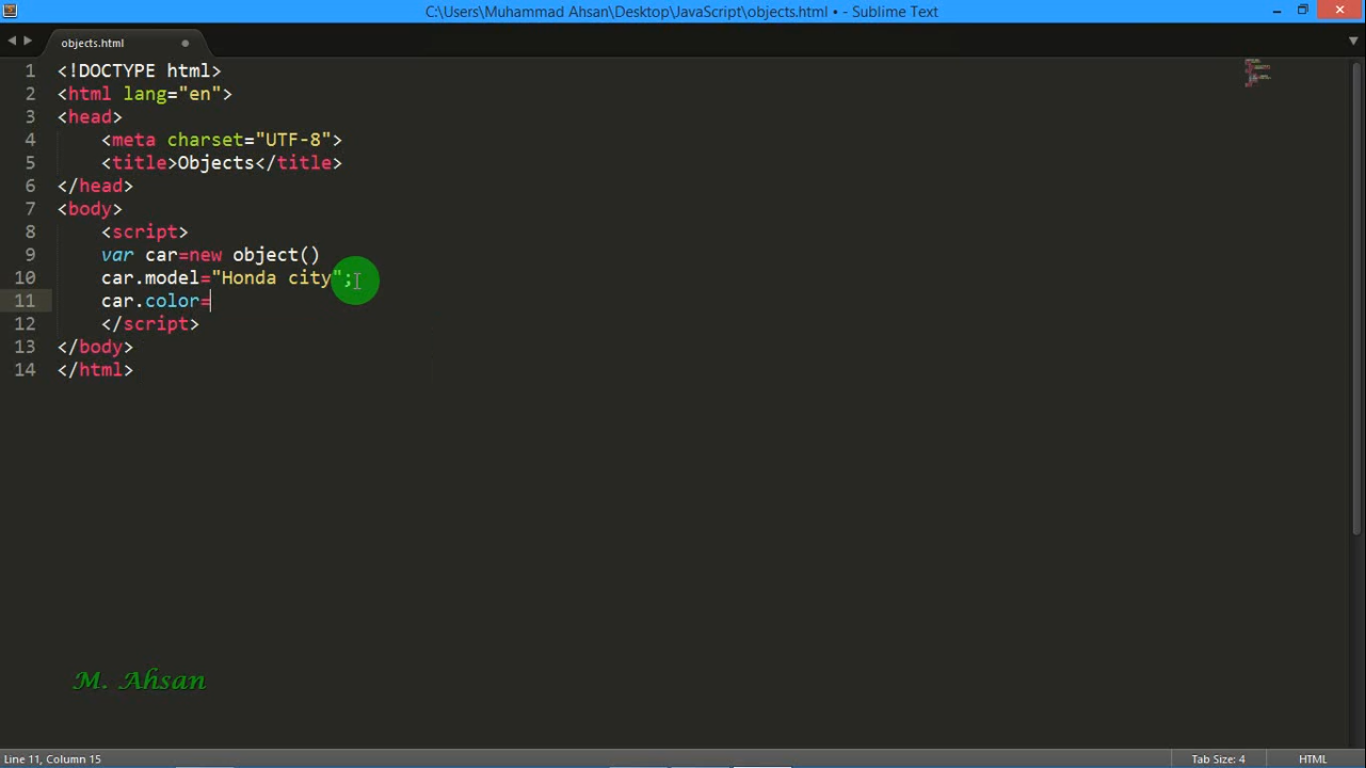 C:\Users\Muhammad Ahsan\Desktop\JavaScript\objects.html • - Sublime Text
objects.html
1 <!DOCTYPE html>
2 <html lang="en">
3 <head>
4 <meta charset="UTF-8">
5 <title>Objects</title>
6 </head>
7 <body>
8 <script>
9 var car=new object()
10 car.model="Honda city";
11 car.color=
12 </script>
13 </body>
14 </html>
M. Ahsan
Line 11, Column 15
Tab Size: 4
HTML